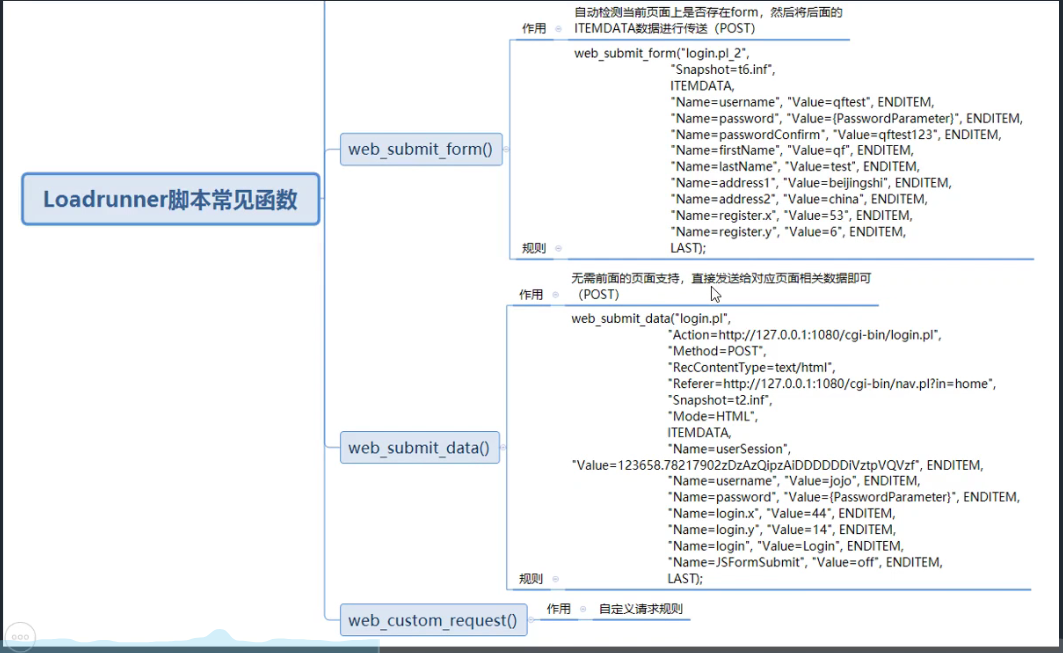 Loadrunner脚本常见函数
web_submit_form()
作用
自动检测当前页面上是否存在form，然后将后面的
ITEMDATA数据进行传送（POST）
规则
web_submit_form("login.pl_2",
"Snapshot=t6.inf",
ITEMDATA,
"Name=username", "Value=qftest", ENDITEM,
"Name=password", "Value={PasswordParameter}", ENDITEM,
"Name=passwordConfirm", "Value=qftest123", ENDITEM,
"Name=firstName", "Value=qf", ENDITEM,
"Name=lastName", "Value=test", ENDITEM,
"Name=address1", "Value=beijingshi", ENDITEM,
"Name=address2", "Value=china", ENDITEM,
"Name=register.x", "Value=53", ENDITEM,
"Name=register.y", "Value=6", ENDITEM,
LAST);
web_submit_data()
作用
无需前面的页面支持，直接发送给对应页面相关数据即可
（POST）
规则
web_submit_data("login.pl",
"Action=http://127.0.0.1:1080/cgi-bin/login.pl",
"Method=POST",
"RecContentType=text/html",
"Referer=http://127.0.0.1:1080/cgi-bin/nav.pl?in=home",
"Snapshot=t2.inf",
"Mode=HTML",
ITEMDATA,
"Name=userSession",
"Value=123658.78217902zDzAzQipzAiDDDDDDiVztpVQVzf", ENDITEM,
"Name=username", "Value=jojo", ENDITEM,
"Name=password", "Value={PasswordParameter}", ENDITEM,
"Name=login.x", "Value=44", ENDITEM,
"Name=login.y", "Value=14", ENDITEM,
"Name=login", "Value=Login", ENDITEM,
"Name=JSFormSubmit", "Value=off", ENDITEM,
LAST);
web_custom_request()
作用
自定义请求规则